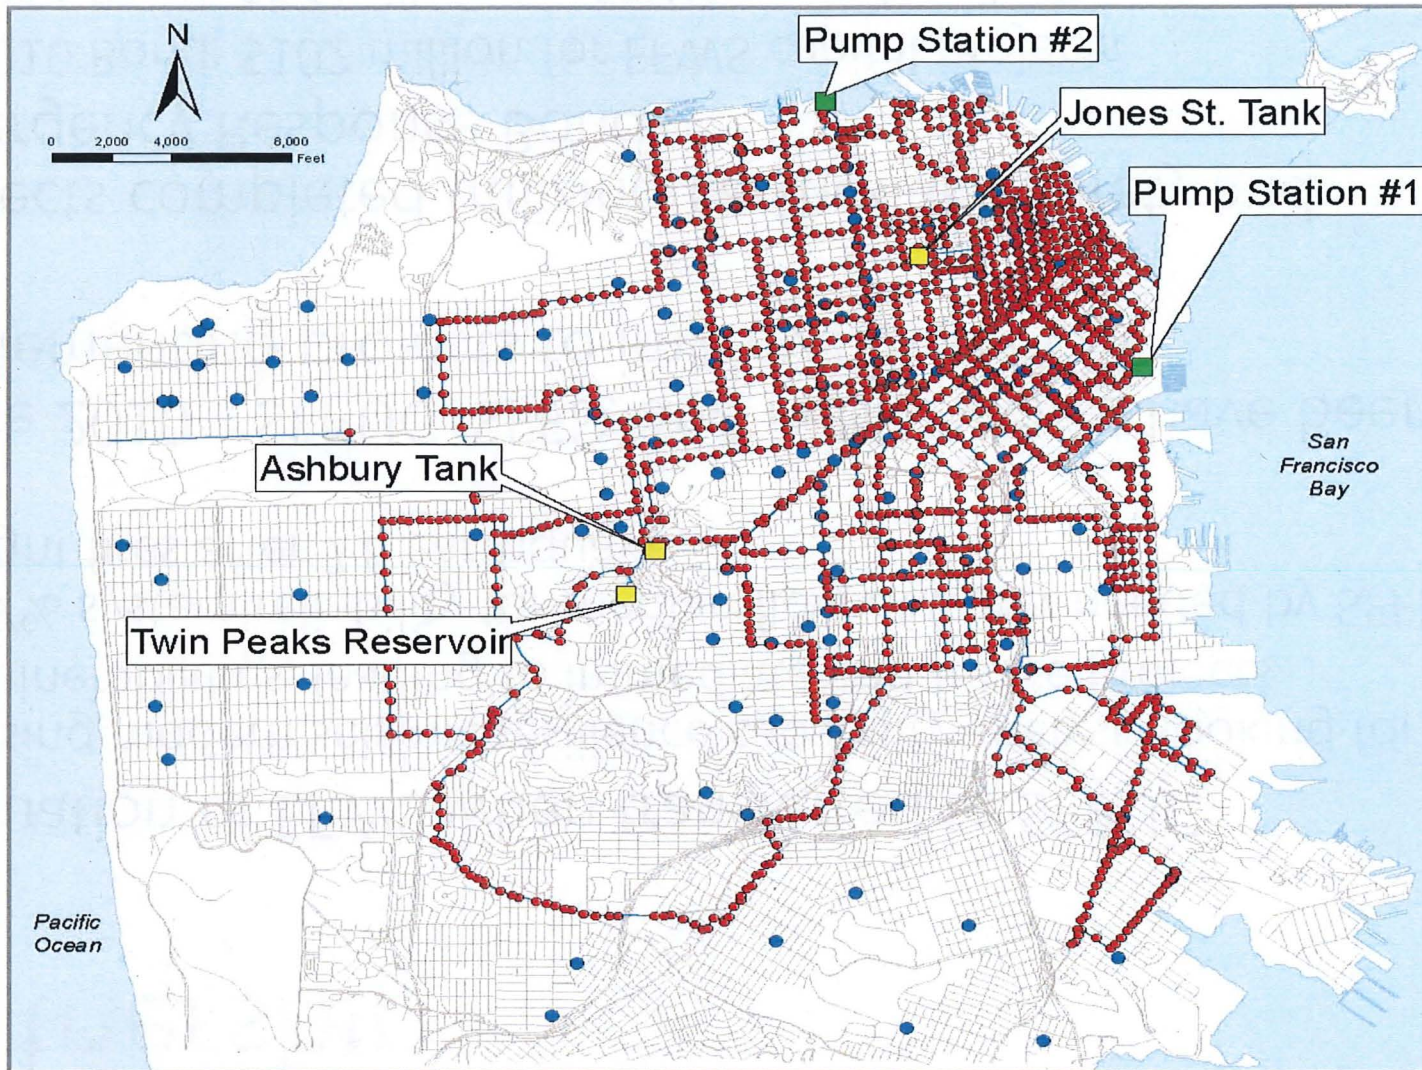 N
0 2,000 4,000 8,000
Feet
Pump Station #2
Jones St. Tank
Pump Station #1
Ashbury Tank
San
Francisco
Bay
Twin Peaks Reservoir
Pacific
Ocean